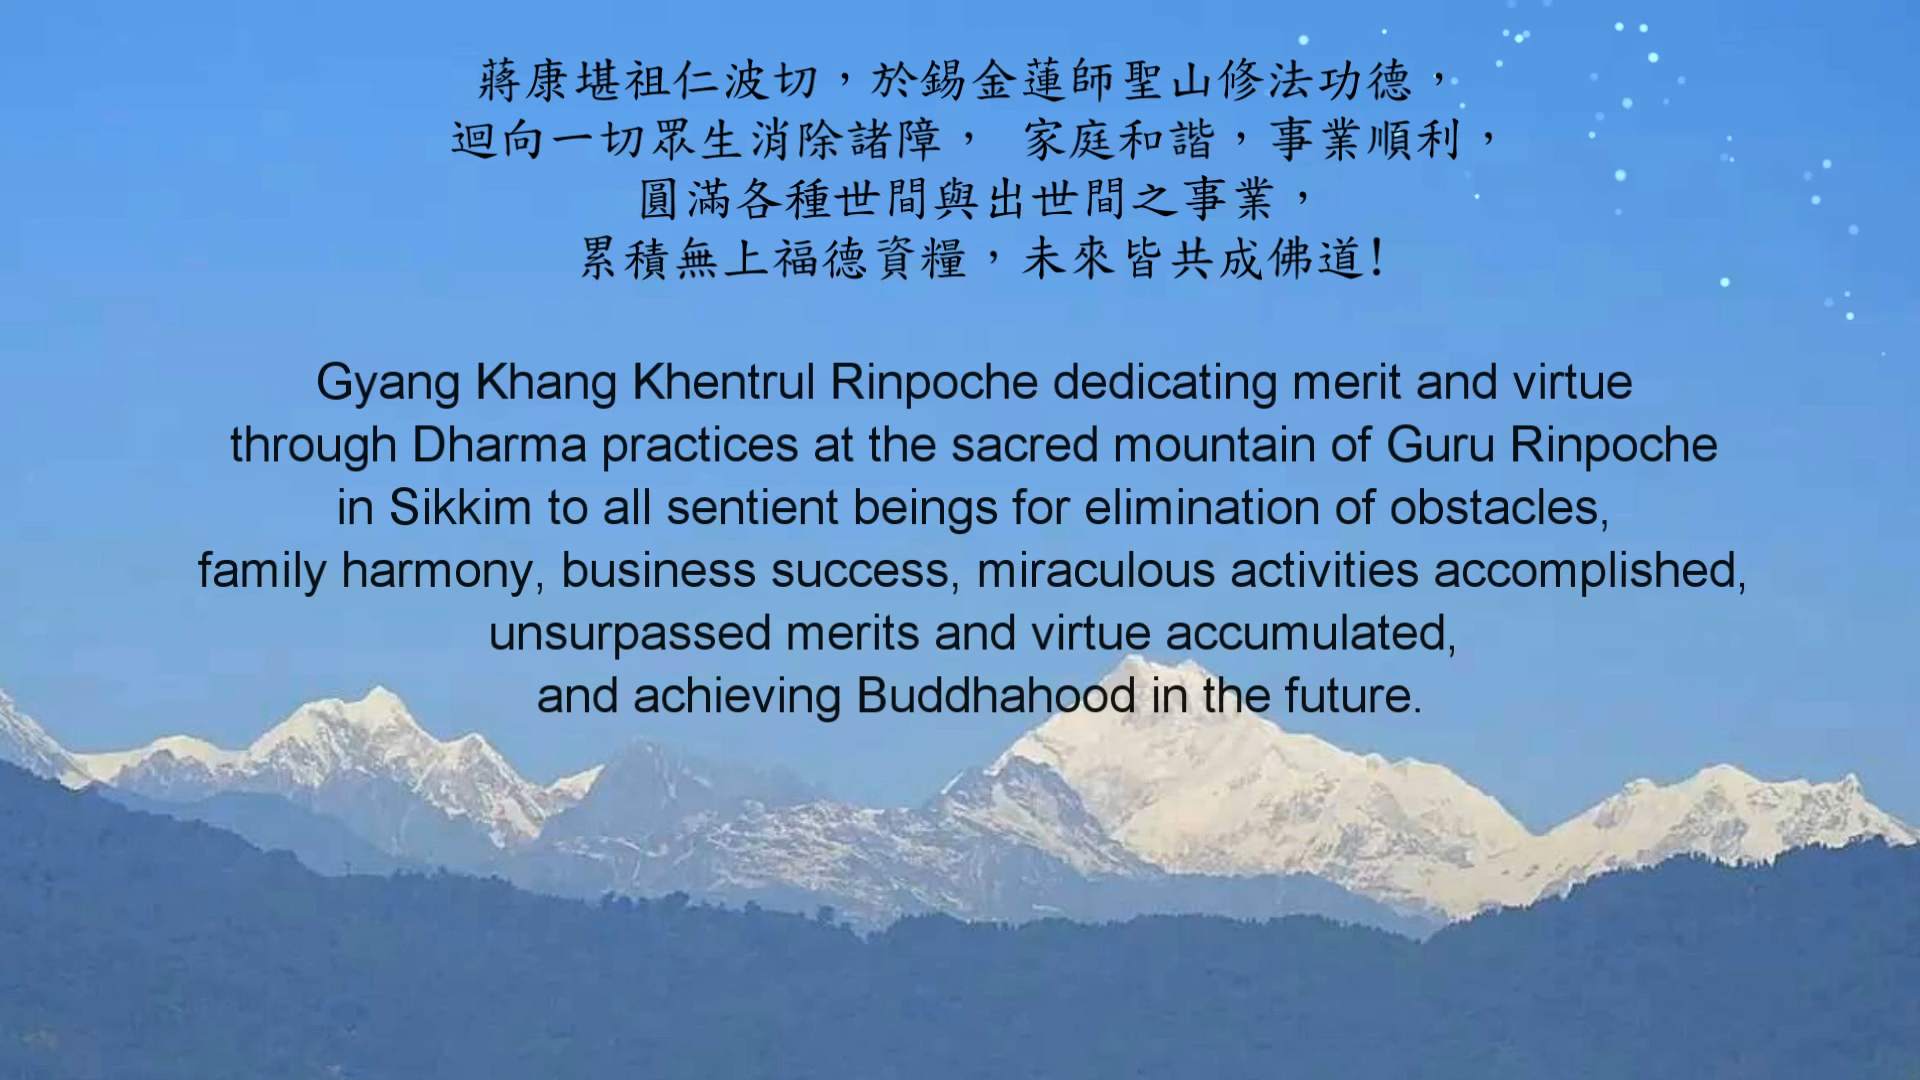 蔣康堪祖仁波切，於錫金蓮師聖山修法功德，
迴向一切眾生消除諸障， 家庭和諧，事業順利，
圓滿各種世間與出世間之事業，
累積無上福德資糧，未來皆共成佛道!
Gyang Khang Khentrul Rinpoche dedicating merit and virtue
through Dharma practices at the sacred mountain of Guru Rinpoche
in Sikkim to all sentient beings for elimination of obstacles,
family harmony, business success, miraculous activities accomplished,
unsurpassed merits and virtue accumulated,
and achieving Buddhahood in the future.